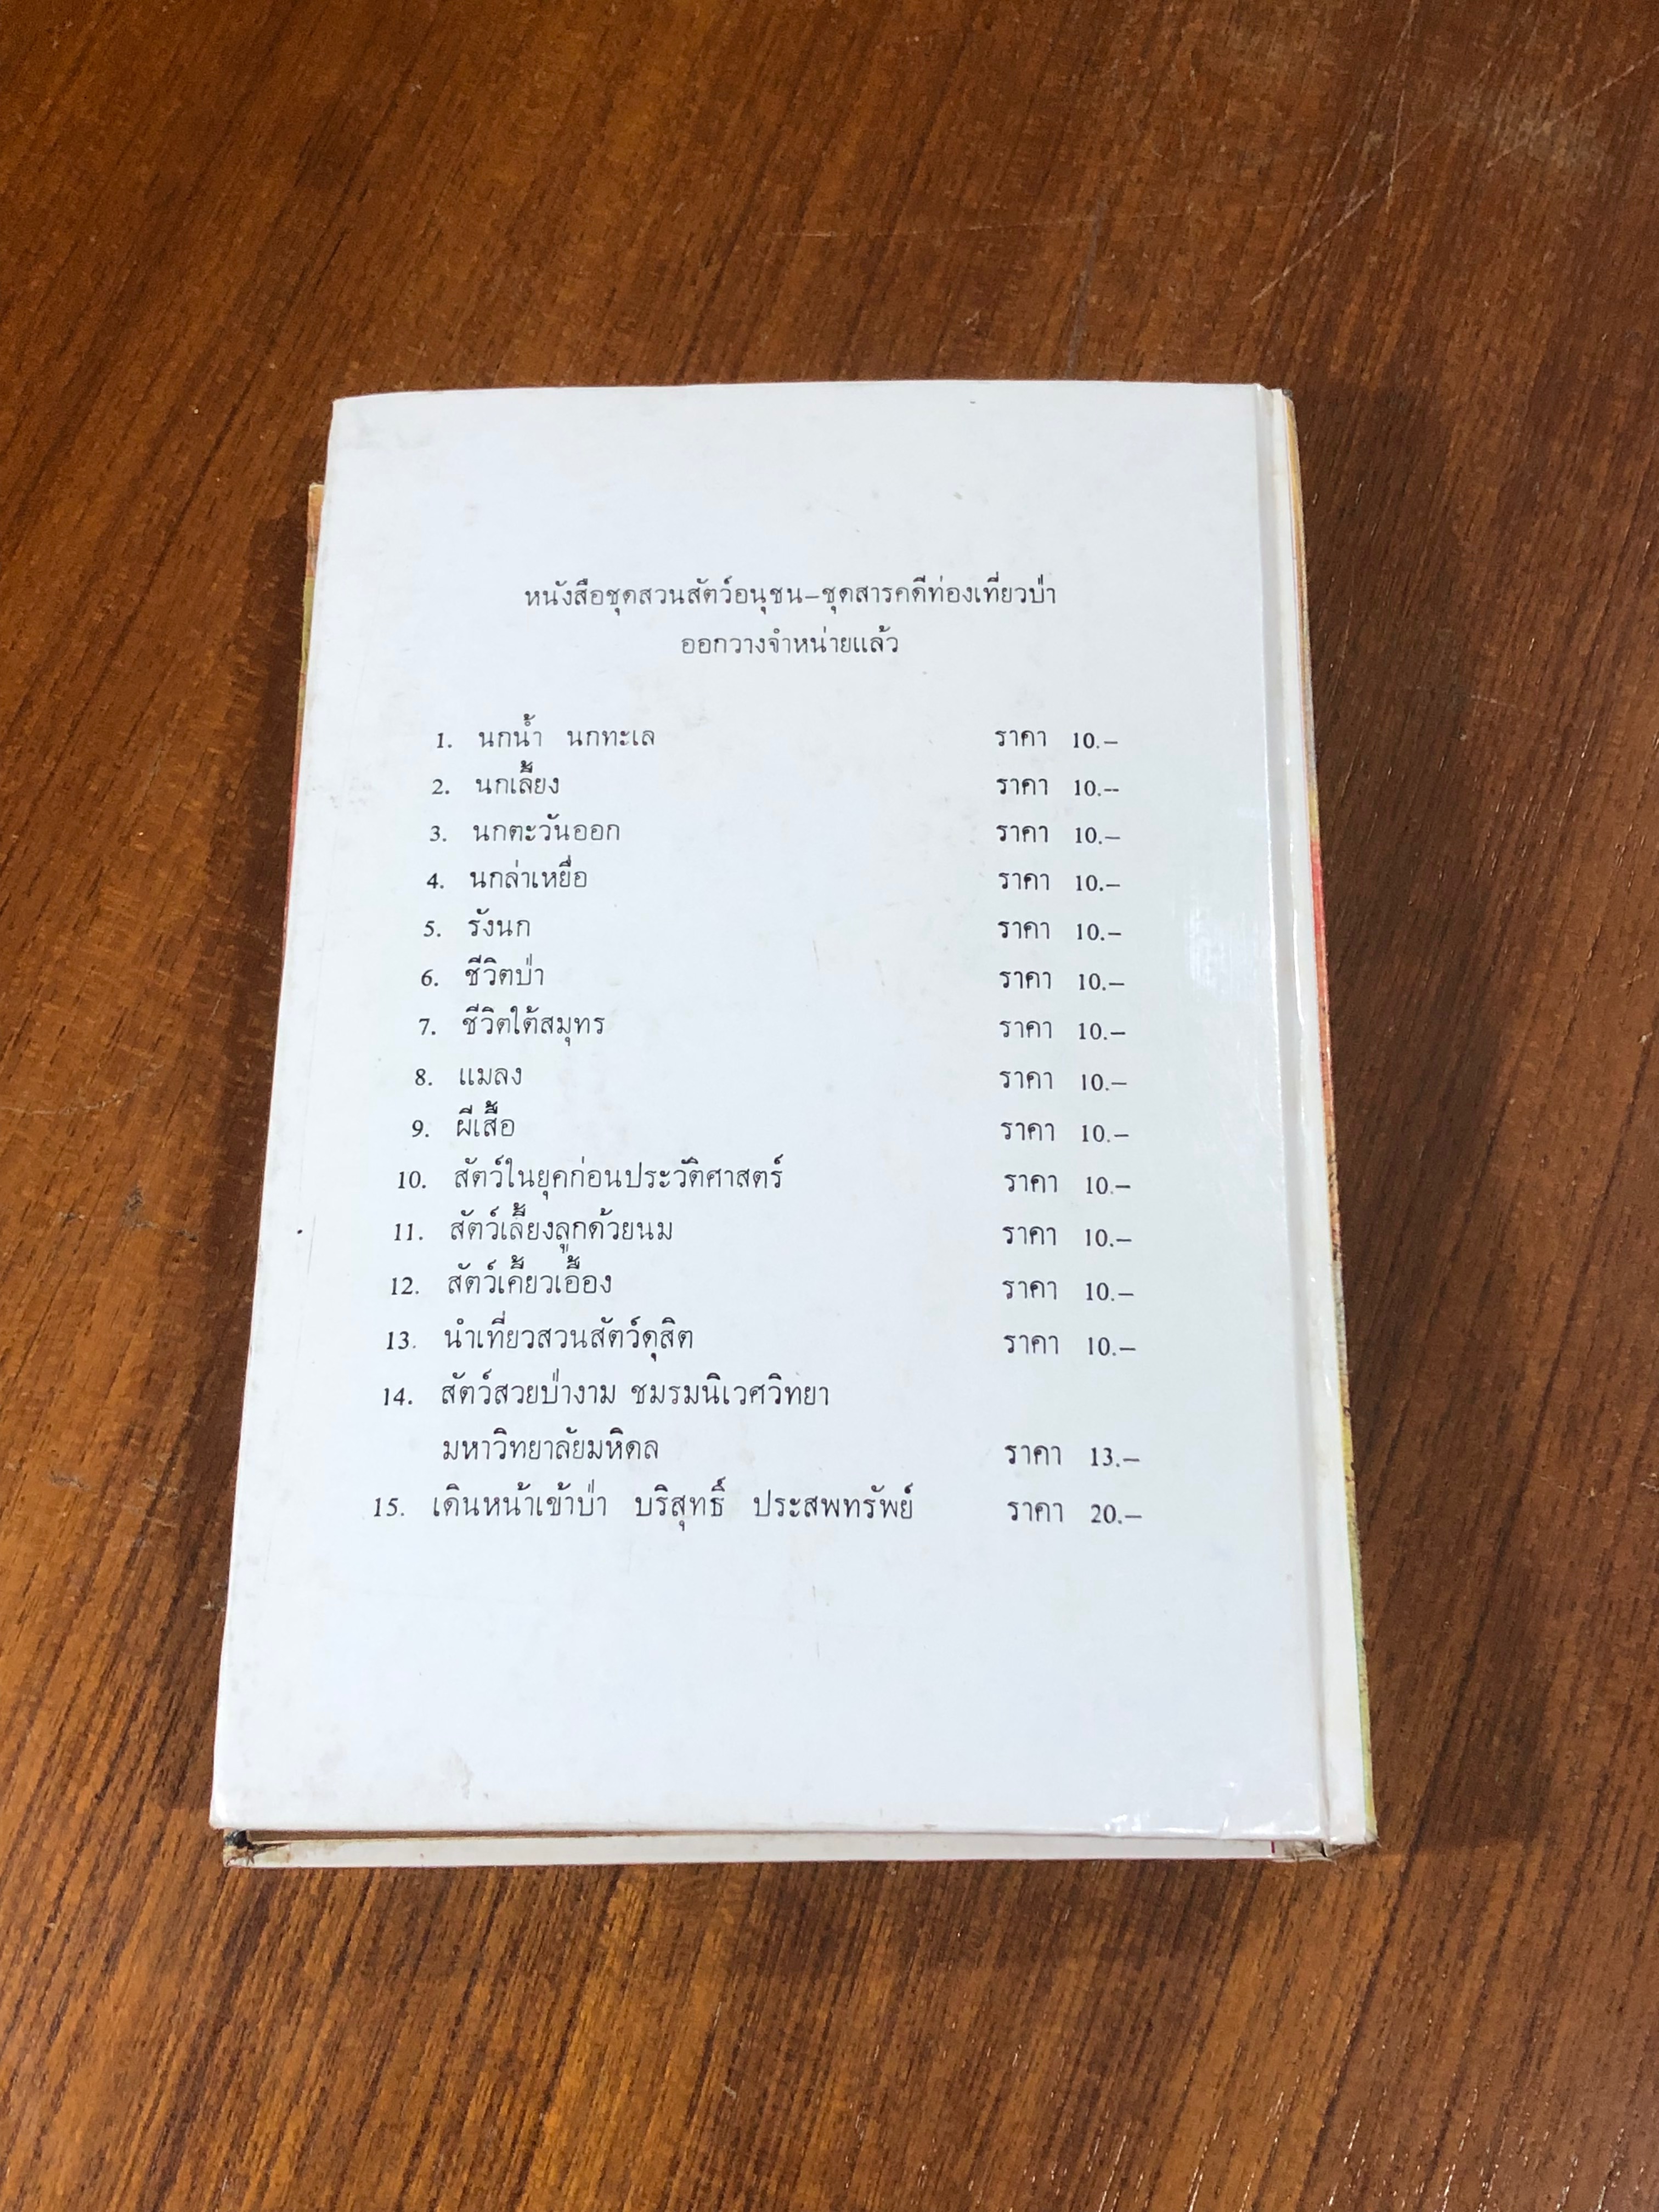 หนังสือชุดสวนสัตว์อนุชน–ชุดสารคดีท่องเที่ยวป่า
ออกวางจำหน่ายแล้ว
1. นกน้ำ นกทะเล ราคา 10.–
2. นกเลี้ยง ราคา 10.--
3. นกตะวันออก ราคา 10.–
4. นกล่าเหยื่อ ราคา 10.–
5. รังนก ราคา 10.–
6. ชีวิตป่า ราคา 10.–
7. ชีวิตใต้สมุทร ราคา 10.–
8. แมลง ราคา 10.–
9. ผีเสื้อ ราคา 10.–
10. สัตว์ในยุคก่อนประวัติศาสตร์ ราคา 10.–
11. สัตว์เลี้ยงลูกด้วยนม ราคา 10.–
12. สัตว์เคี้ยวเอื้อง ราคา 10.–
13. นำเที่ยวสวนสัตว์ดุสิต ราคา 10.–
14. สัตว์สวยป่างาม ชมรมนิเวศวิทยา
มหาวิทยาลัยมหิดล ราคา 13.–
15. เดินหน้าเข้าป่า บริสุทธิ์ ประสพทรัพย์ ราคา 20.–